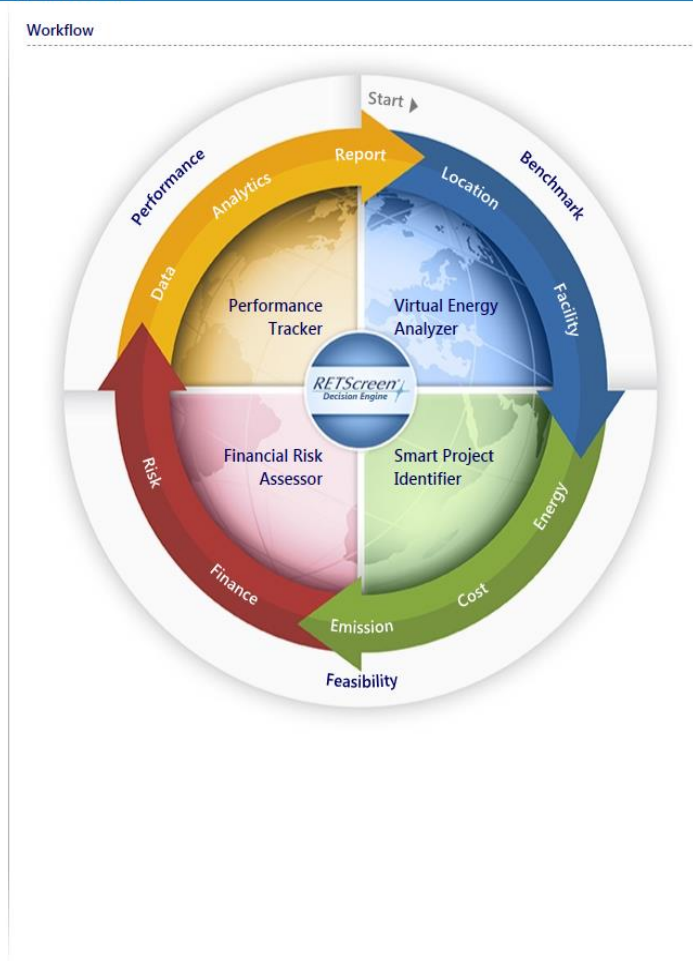 Workflow
Start
Performance
Benchmark
Report
Location
Analytics
Data
Facility
Performance
Tracker
Virtual Energy
Analyzer
RETScreen®
Decision Engine
Financial Risk
Assessor
Smart Project
Identifier
Risk
Energy
Finance
Cost
Emission
Feasibility